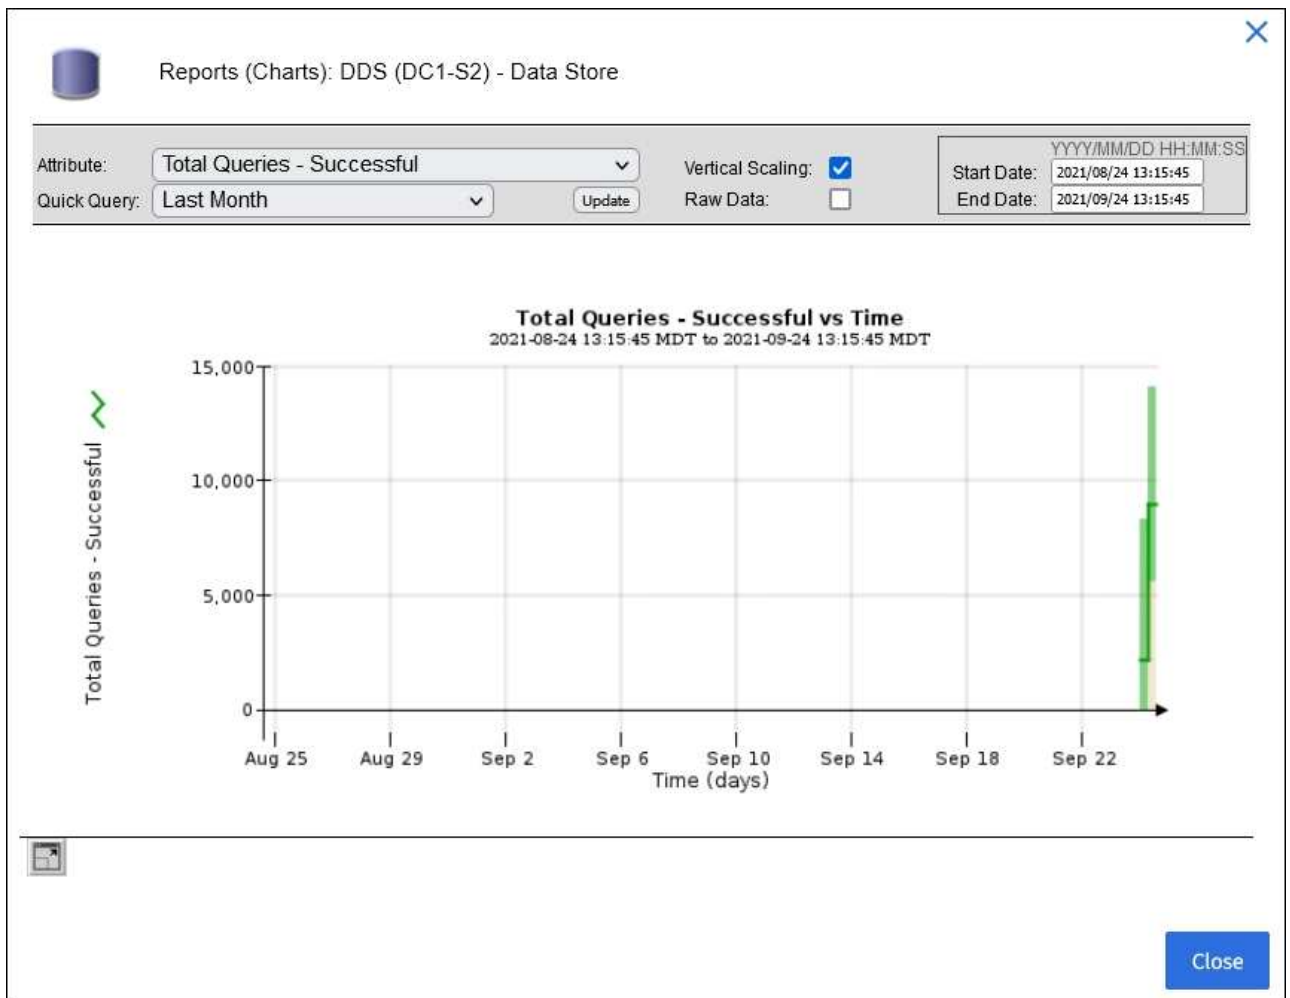 Reports (Charts): DDS (DC1-S2) - Data Store
Attribute: Total Queries - Successful Vertical Scaling: YYYY/MM/DD HH:MM:SS
Start Date: 2021/08/24 13:15:45
Quick Query: Last Month Update Raw Data: End Date: 2021/09/24 13:15:45
Total Queries - Successful vs Time
2021-08-24 13:15:45 MDT to 2021-09-24 13:15:45 MDT
Total Queries - Successful
15,000
10,000
5,000
0
Aug 25 Aug 29 Sep 2 Sep 6 Sep 10 Sep 14 Sep 18 Sep 22
Time (days)
Close